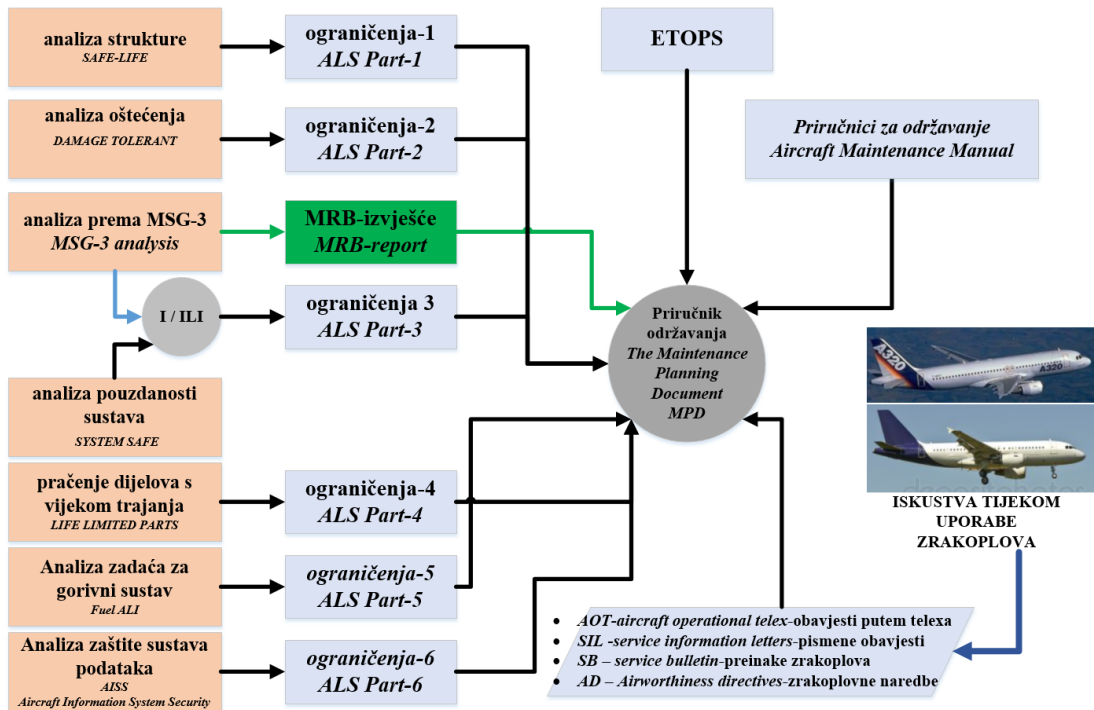 analiza strukture
SAFE-LIFE
ograničenja-1
ALS Part-1
ETOPS
analiza oštećenja
DAMAGE TOLERANT
ograničenja-2
ALS Part-2
Priručnici za održavanje
Aircraft Maintenance Manual
analiza prema MSG-3
MSG-3 analysis
MRB-izvješće
MRB-report
I / ILI
ograničenja 3
ALS Part-3
Priručnik
održavanja
The Maintenance
Planning
Document
MPD
analiza pouzdanosti
sustava
SYSTEM SAFE
A320
A320
pračenje dijelova s
vijekom trajanja
LIFE LIMITED PARTS
ograničenja-4
ALS Part-4
ISKUSTVA TIJEKOM
UPORABE
ZRAKOPLOVA
Analiza zadaća za
gorivni sustav
Fuel ALI
ograničenja-5
ALS Part-5
Analiza zaštite sustava
podataka
AISS
Aircraft Information System Security
ograničenja-6
ALS Part-6
• AOT-aircraft operational telex-obavjesti putem telexa
• SIL -service information letters-pismene obavjesti
• SB – service bulletin-preinake zrakoplova
• AD – Airworthiness directives-zrakoplovne naredbe